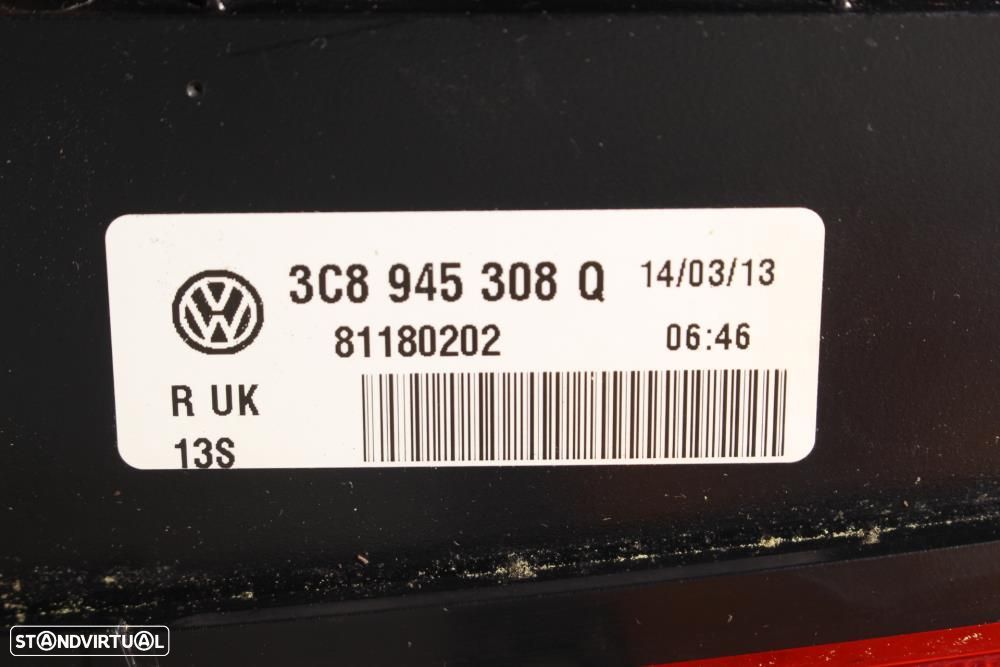 3C8 945 308 Q 14/03/13
81180202 06:46
R UK
13S
STANDVIRTUAL